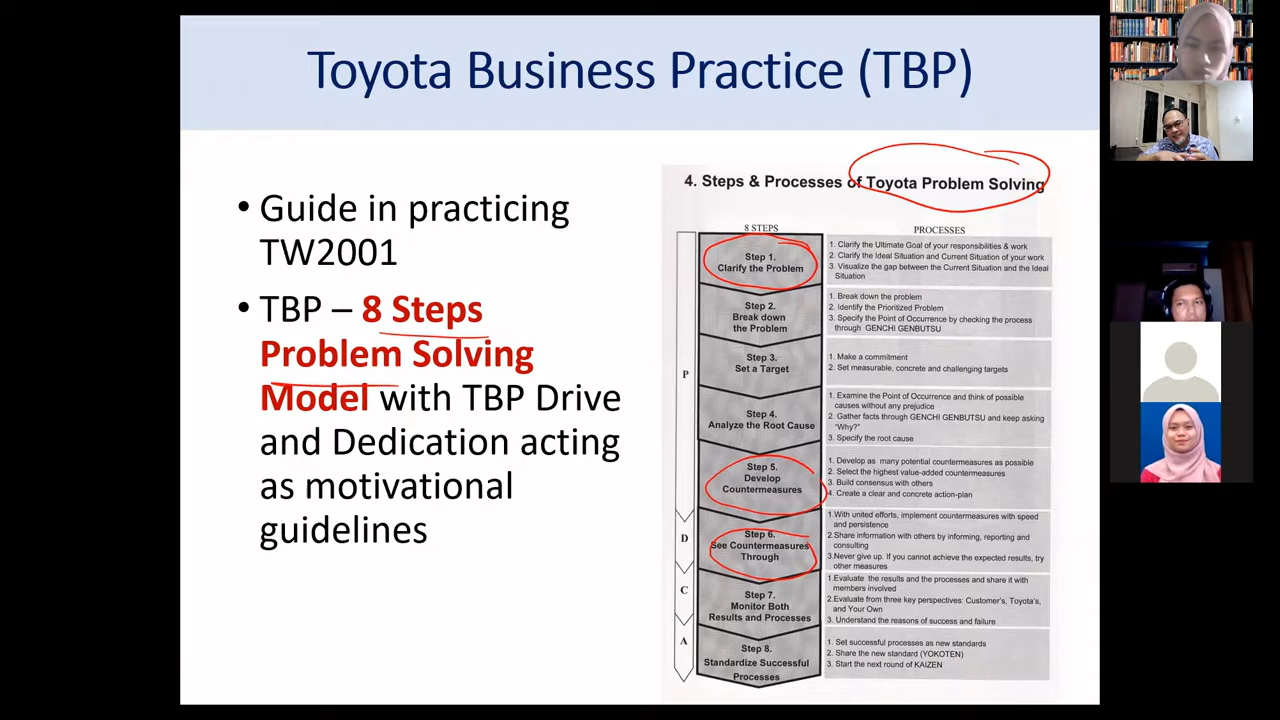 Toyota Business Practice (TBP)
• Guide in practicing
TW2001
• TBP – 8 Steps
Problem Solving
Model with TBP Drive
and Dedication acting
as motivational
guidelines
4. Steps & Processes of Toyota Problem Solving
8 STEPS
PROCESSES
P
Step 1.
Clarify the Problem
1. Clarify the Ultimate Goal of your responsibilities & work
2. Clarify the Ideal Situation and Current Situation of your work
3. Visualize the gap between the Current Situation and the Ideal
Situation
Step 2.
Break down
the Problem
1. Break down the problem
2. Identify the Prioritized Problem
3. Specify the Point of Occurrence by checking the process
through GENCHI GENBUTSU
Step 3.
Set a Target
1. Make a commitment
2. Set measurable, concrete and challenging targets
Step 4.
Analyze the Root Cause
1. Examine the Point of Occurrence and think of possible
causes without any prejudice
2. Gather facts through GENCHI GENBUTSU and keep asking
"Why?"
3. Specify the root cause
Step 5.
Develop
Countermeasures
1. Develop as many potential countermeasures as possible
2. Select the highest value-added countermeasures
3. Build consensus with others
4. Create a clear and concrete action-plan
D
Step 6.
See Countermeasures
Through
1.With united efforts, implement countermeasures with speed
and persistence
2.Share information with others by informing, reporting and
consulting
3.Never give up. If you cannot achieve the expected results, try
other measures
C
Step 7.
Monitor Both
Results and Processes
1.Evaluate the results and the processes and share it with
members involved
2.Evaluate from three key perspectives: Customer's, Toyota's,
and Your Own
3. Understand the reasons of success and failure
A
Step 8.
Standardize Successful
Processes
1. Set successful processes as new standards
2. Share the new standard (YOKOTEN)
3. Start the next round of KAIZEN